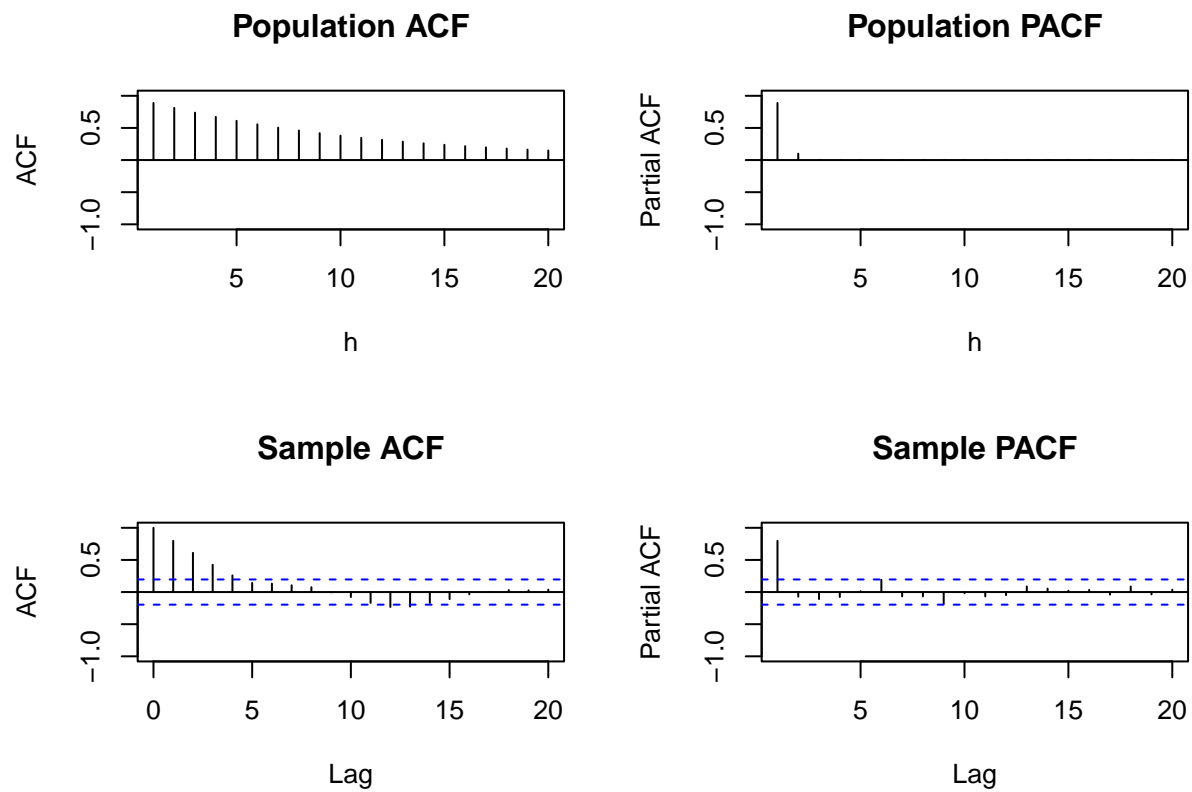 Population ACF
ACF
0.5
−1.0
5 10 15 20
h
Population PACF
Partial ACF
0.5
−1.0
5 10 15 20
h
Sample ACF
ACF
0.5
−1.0
0 5 10 15 20
Lag
Sample PACF
Partial ACF
0.5
−1.0
5 10 15 20
Lag